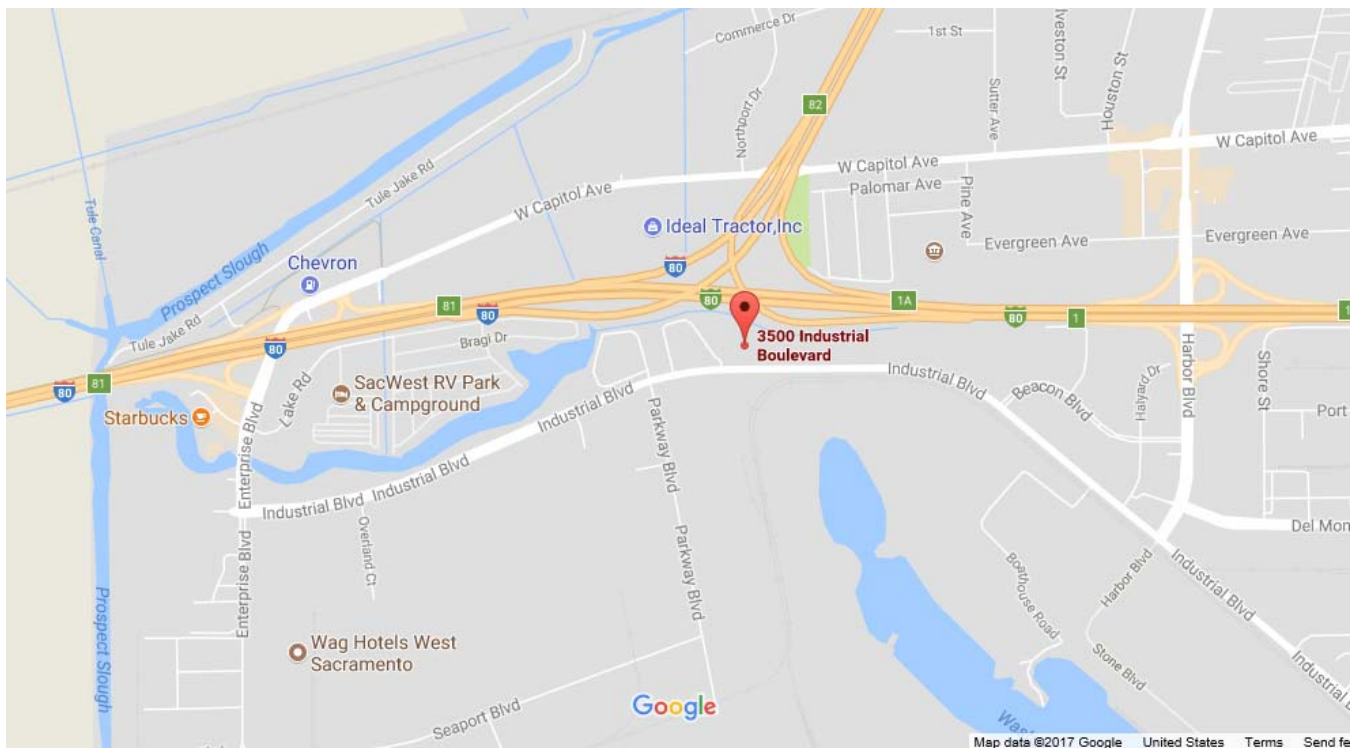 Commerce Dr
1st St
lveston St
Houston St
Sutter Ave
82
Northport Dr
W Capitol Ave
W Capitol Ave
Tule Jake Rd
Palomar Ave
Pine Ave
W Capitol Ave
Tule Canal
Ideal Tractor,Inc
Evergreen Ave
Evergreen Ave
Prospect Slough
Chevron
80
81
80
80
1A
80
1
1
Tule Jake Rd
80
Bragi Dr
3500 Industrial
Boulevard
Harbor Blvd
81
80
Lake Rd
SacWest RV Park
& Campground
Industrial Blvd
Beacon Blvd
Halyard Dr
Shore St
Starbucks
Industrial Blvd
Port
Enterprise Blvd
Parkway Blvd
Industrial Blvd
Industrial Blvd
Overland Ct
Del Mon
Parkway Blvd
Boathouse Road
Harbor Blvd
Industrial Blvd
Enterprise Blvd
Prospect Slough
Wag Hotels West
Sacramento
Stone Blvd
Industrial B
Seaport Blvd
Google
Was
Map data ©2017 Google United States Terms Send fe